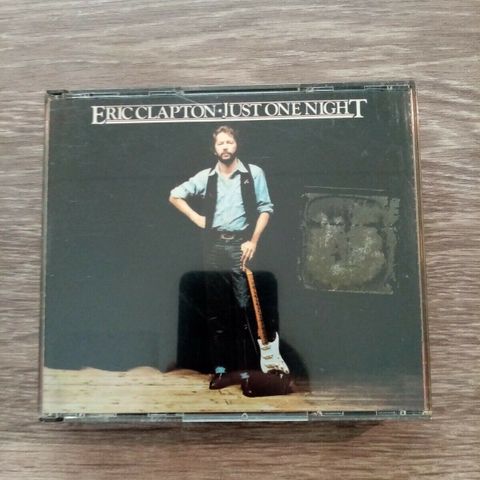 ERIC CLAPTON · JUST ONE NIGHT